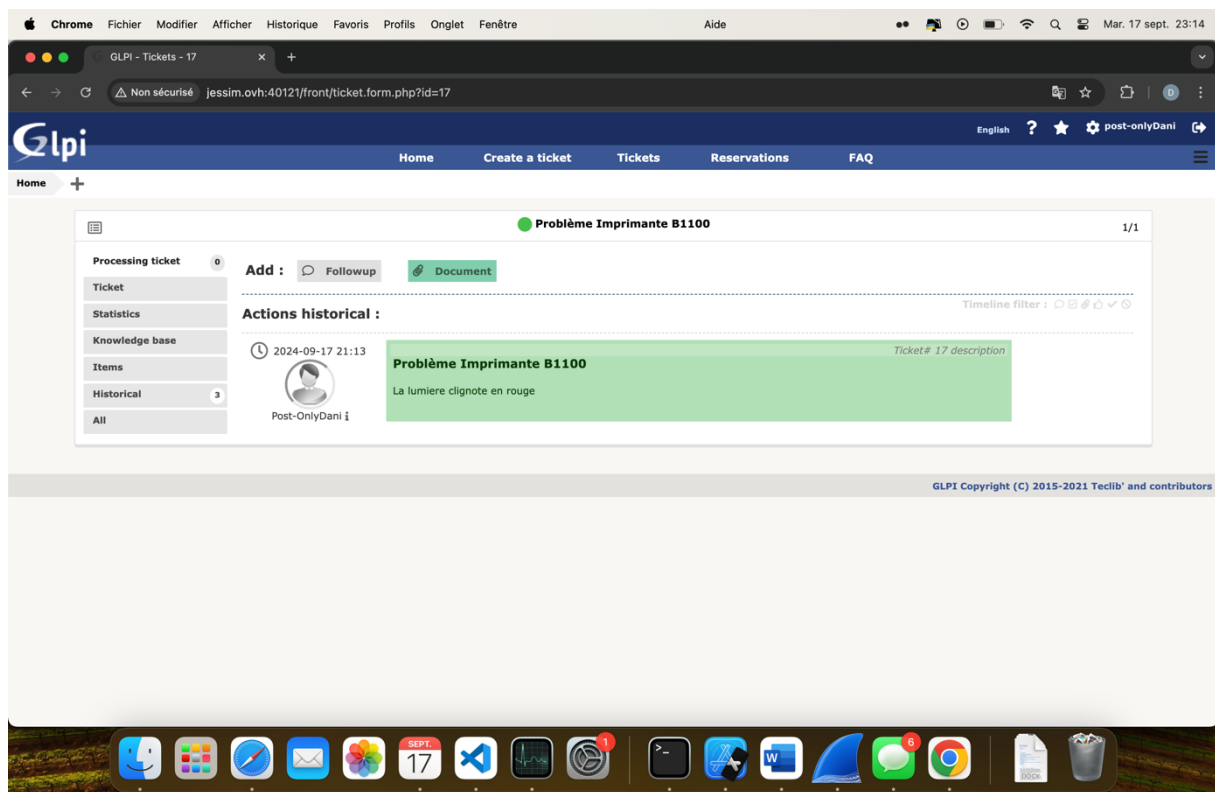 Chrome Fichier Modifier Afficher Historique Favoris Profils Onglet Fenêtre Aide Mar. 17 sept. 23:14
GLPI - Tickets - 17
Non sécurisé jessim.ovh:40121/front/ticket.form.php?id=17 D
Glpi
English ? post-onlyDani
Home Create a ticket Tickets Reservations FAQ
Home
Problème Imprimante B1100 1/1
Processing ticket 0
Ticket
Statistics
Knowledge base
Items
Historical 3
All
Add : Followup Document
Timeline filter :
Actions historical :
2024-09-17 21:13
Post-OnlyDani i
Ticket# 17 description
Problème Imprimante B1100
La lumiere clignote en rouge
GLPI Copyright (C) 2015-2021 Teclib' and contributors
SEPT.
17
1
>_
W
6
DOCX